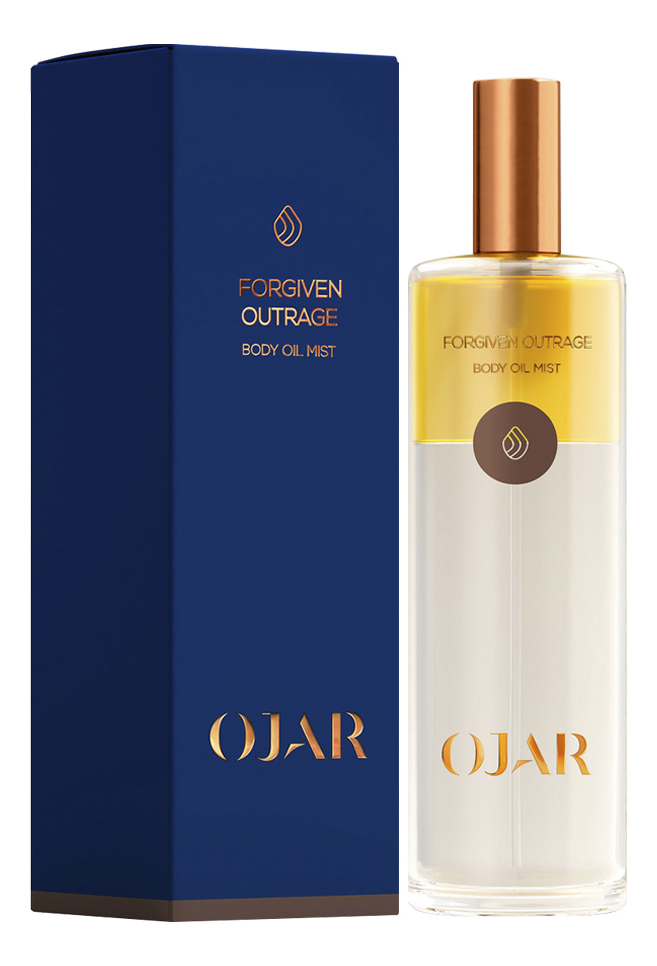 FORGIVEN
OUTRAGE
BODY OIL MIST
OJAR
FORGIVEN OUTRAGE
BODY OIL MIST
OJAR